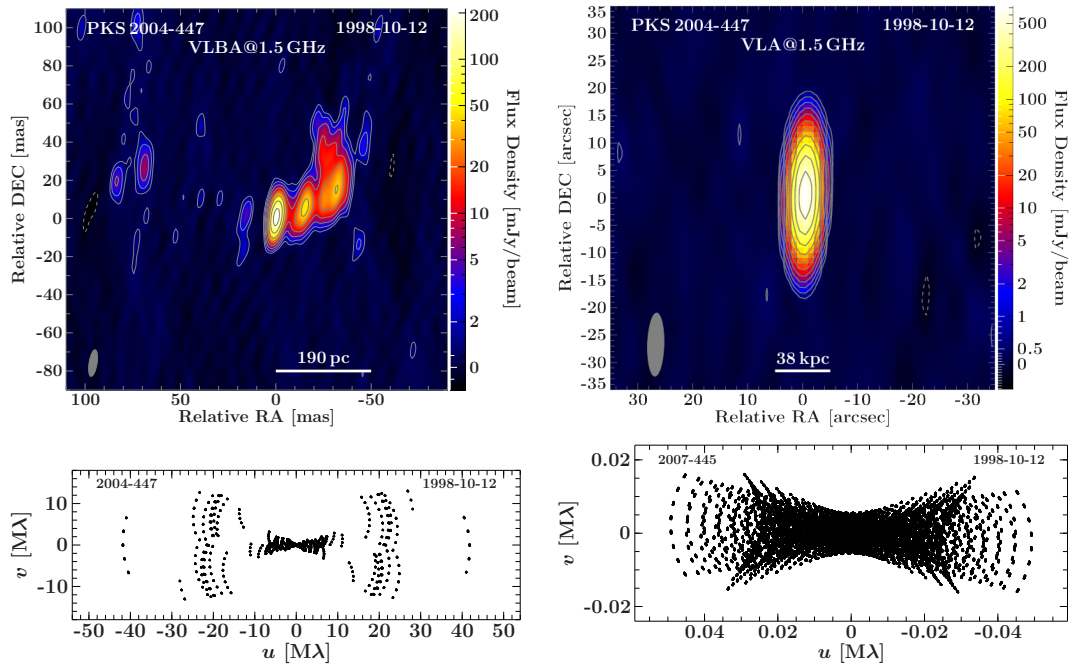 PKS 2004-447 1998-10-12
VLBA@1.5 GHz
190 pc
Relative DEC [mas]
100
80
60
40
20
0
-20
-40
-60
-80
100 50 0 -50
Relative RA [mas]
200
100
50
20
10
5
2
0
Flux Density [mJy/beam]
PKS 2004-447 1998-10-12
VLA@1.5 GHz
38 kpc
Relative DEC [arcsec]
35
30
25
20
15
10
5
0
-5
-10
-15
-20
-25
-30
-35
30 20 10 0 -10 -20 -30
Relative RA [arcsec]
500
200
100
50
20
10
5
2
1
0.5
0
Flux Density [mJy/beam
2004-447 1998-10-12
v [Mλ]
10
0
-10
-50 -40 -30 -20 -10 0 10 20 30 40 50
u [Mλ]
2007-445 1998-10-12
v [Mλ]
0.02
0
-0.02
0.04 0.02 0 -0.02 -0.04
u [Mλ]